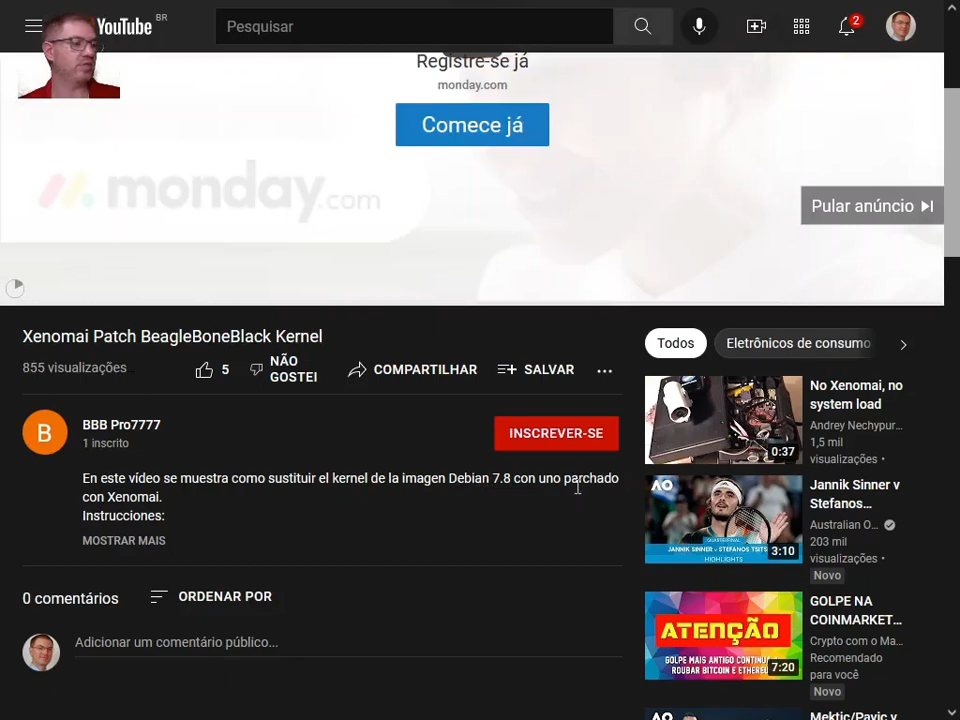 YouTube BR
Pesquisar
2
Registre-se já
monday.com
Comece já
monday.com
Pular anúncio
Xenomai Patch BeagleBoneBlack Kernel
855 visualizações
5
NÃO
GOSTEI
COMPARTILHAR
SALVAR
B
BBB Pro7777
1 inscrito
INSCREVER-SE
En este vídeo se muestra como sustituir el kernel de la imagen Debian 7.8 con uno parchado
con Xenomai.
Instrucciones:
MOSTRAR MAIS
0 comentários
ORDENAR POR
Adicionar um comentário público...
Todos
Eletrônicos de consumo
0:37
No Xenomai, no
system load
Andrey Nechypur...
1,5 mil
visualizações •
AO
QUARTERFINAL
JANNIK SINNER v STEFANOS TSITS
HIGHLIGHTS
3:10
Jannik Sinner v
Stefanos...
Australian O...
203 mil
visualizações •
Novo
ATENÇÃO
GOLPE MAIS ANTIGO CONTINUA
ROUBAR BITCOIN E ETHEREU
7:20
GOLPE NA
COINMARKET...
Crypto com o Ma...
Recomendado
para você
Novo
AO
Mektic/Pavic v